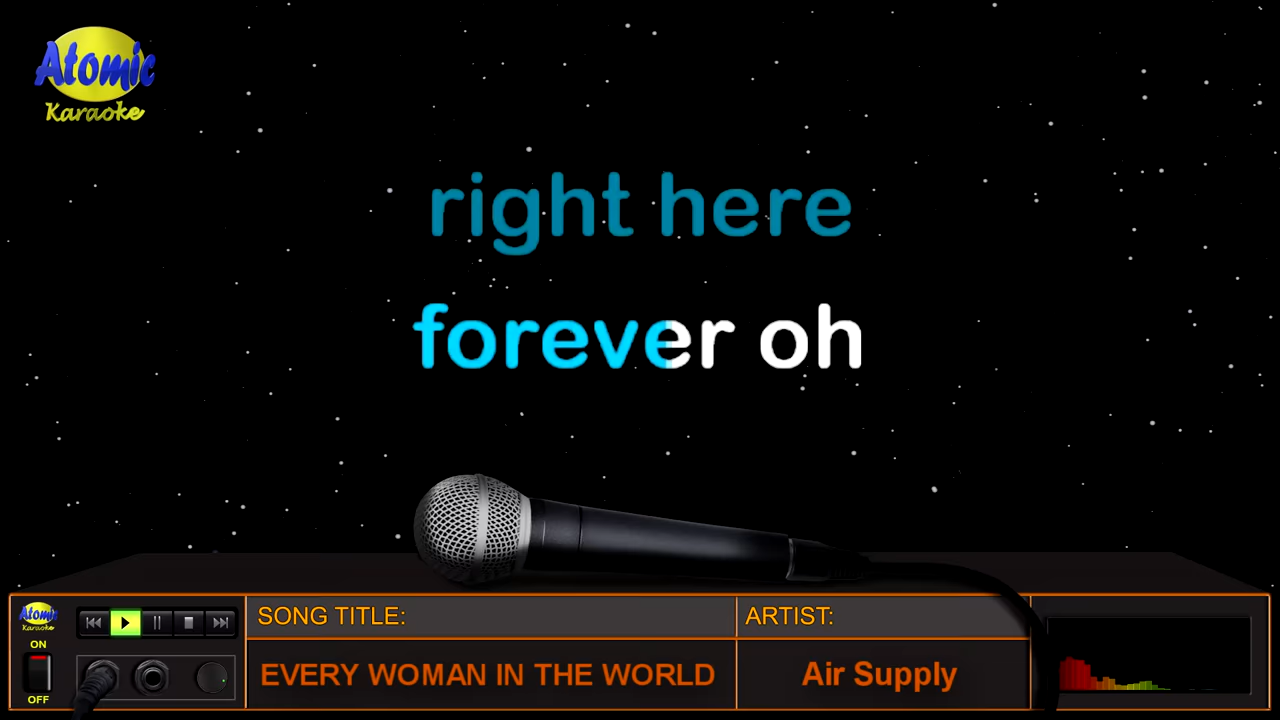 Atomic
Karaoke
right here
forever oh
Atomic
Karaoke
ON
OFF
SONG TITLE:
EVERY WOMAN IN THE WORLD
ARTIST:
Air Supply